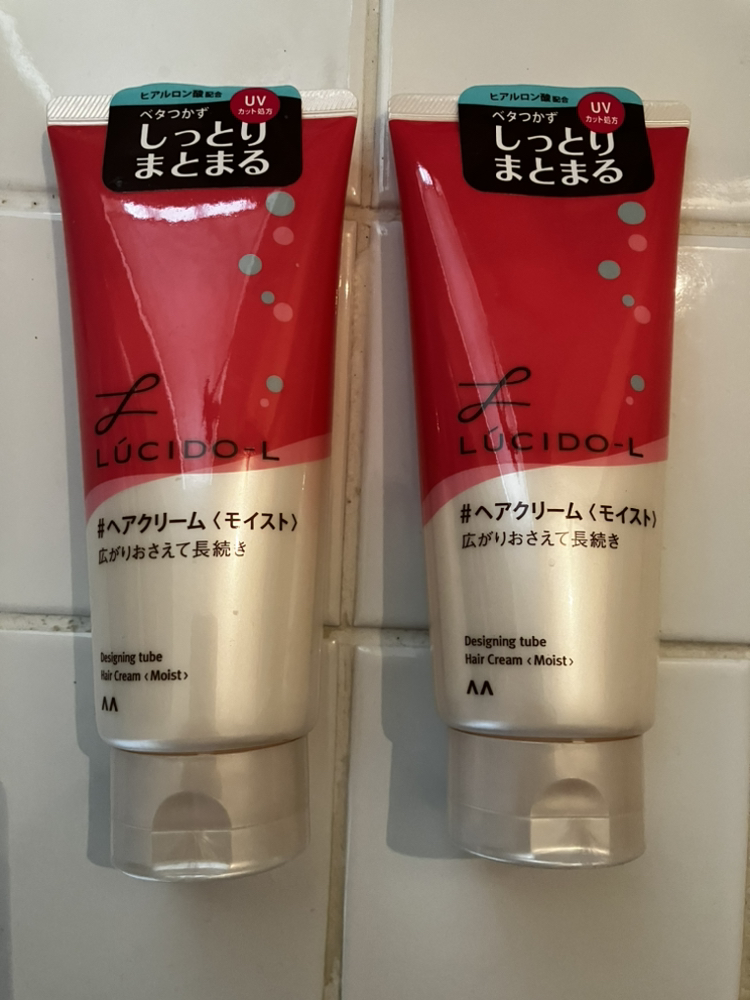 ヒアルロン酸配合
UV
カット処方
ベタつかず
しっとり
まとまる
LÚCIDO-L
#ヘアクリーム〈モイスト〉
広がりおさえて長続き
Designing tube
Hair Cream ‹Moist›
ヒアルロン酸配合
UV
カット処方
ベタつかず
しっとり
まとまる
LÚCIDO-L
#ヘアクリーム〈モイスト〉
広がりおさえて長続き
Designing tube
Hair Cream ‹Moist›